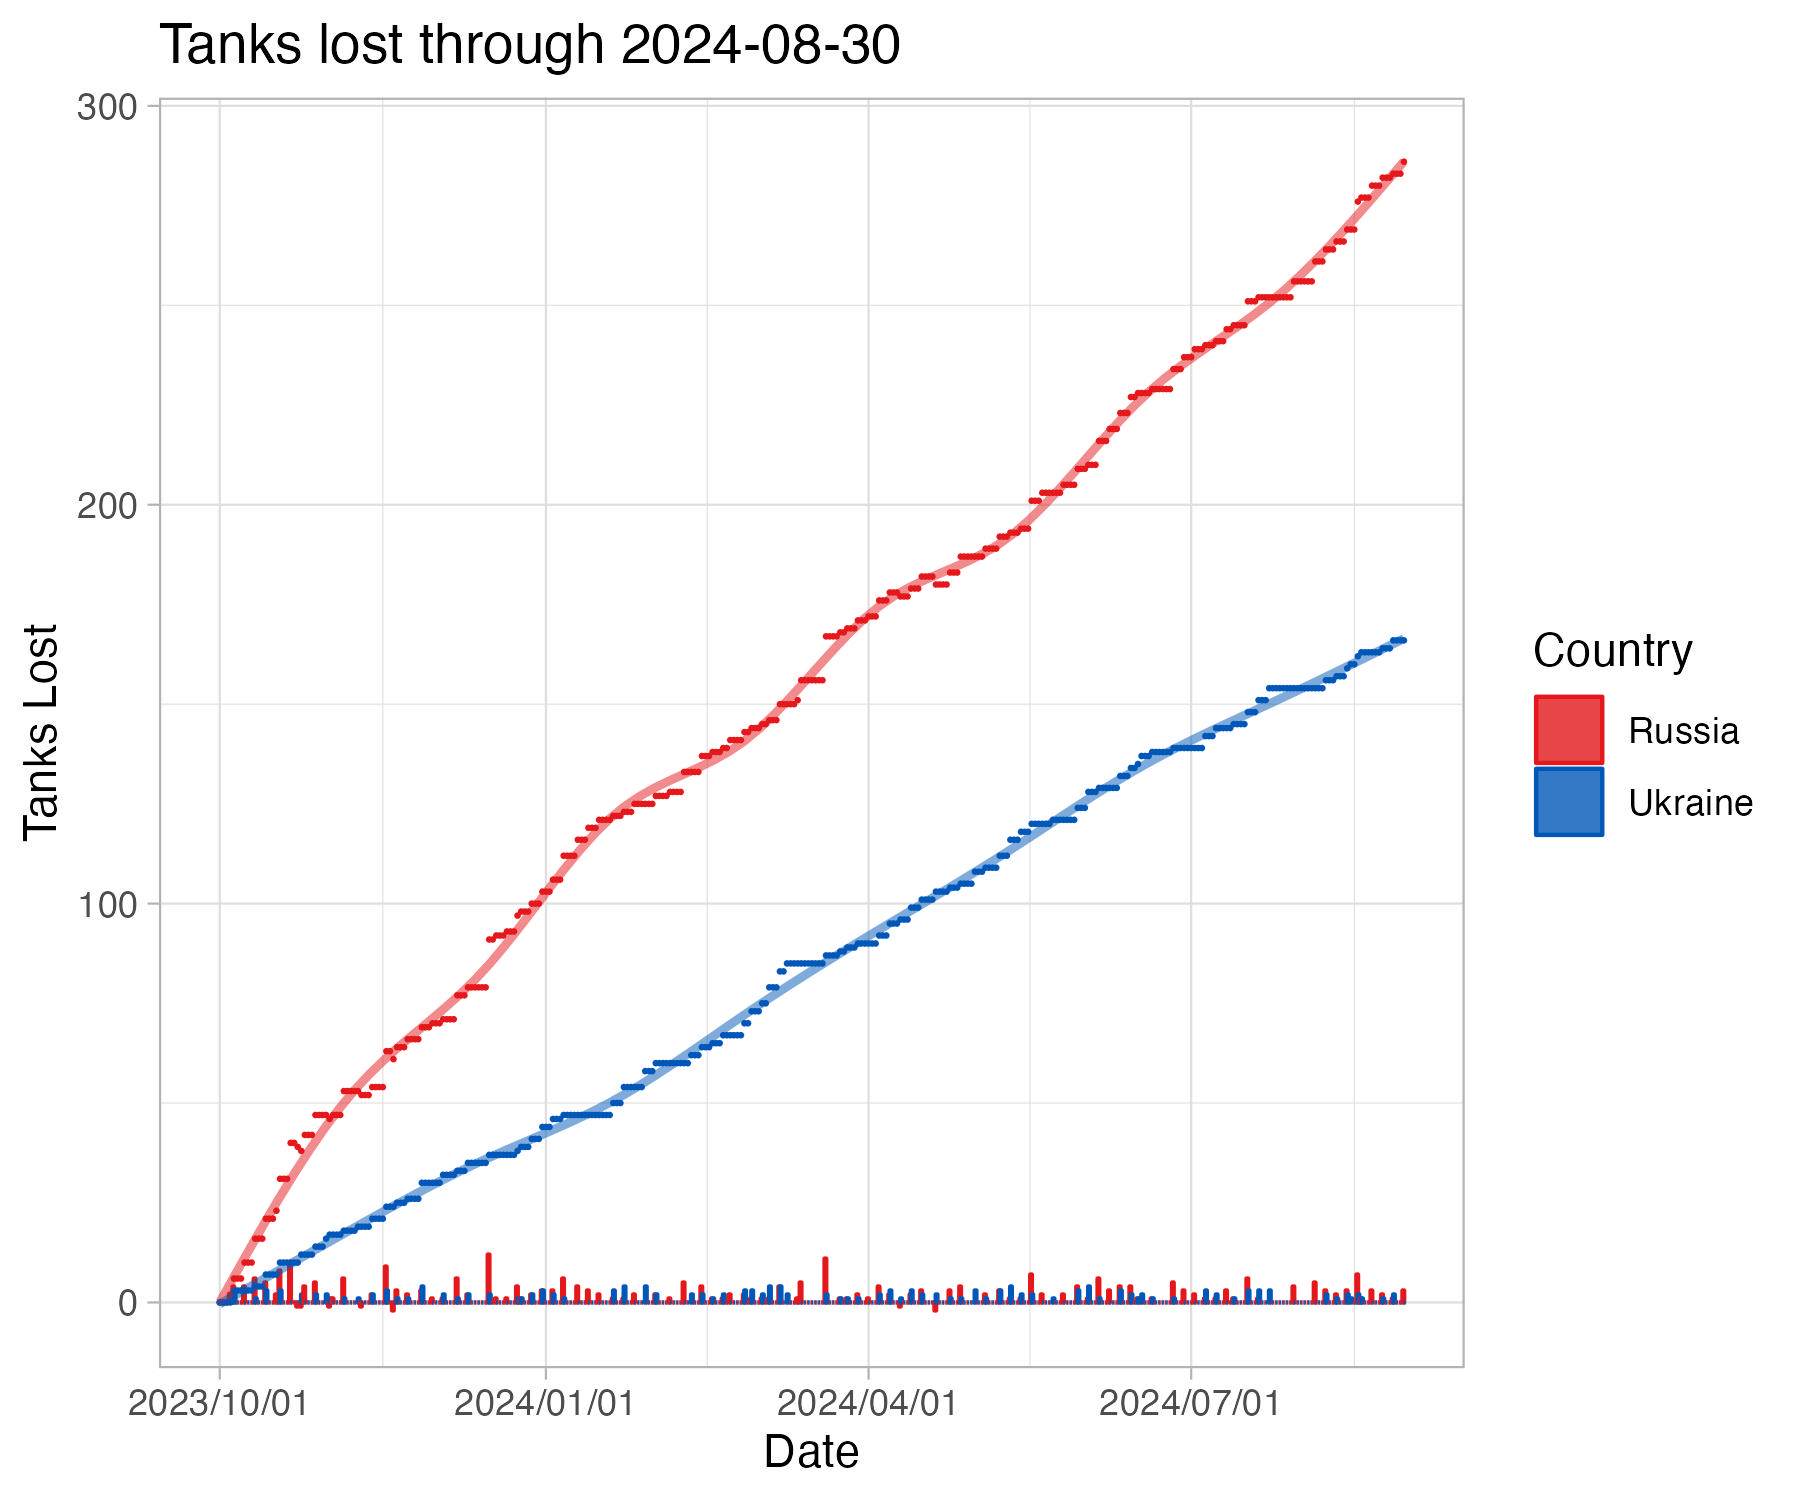 Tanks lost through 2024-08-30
300
200
100
0
Tanks Lost
2023/10/01
2024/01/01
2024/04/01
2024/07/01
Date
Country
Russia
Ukraine